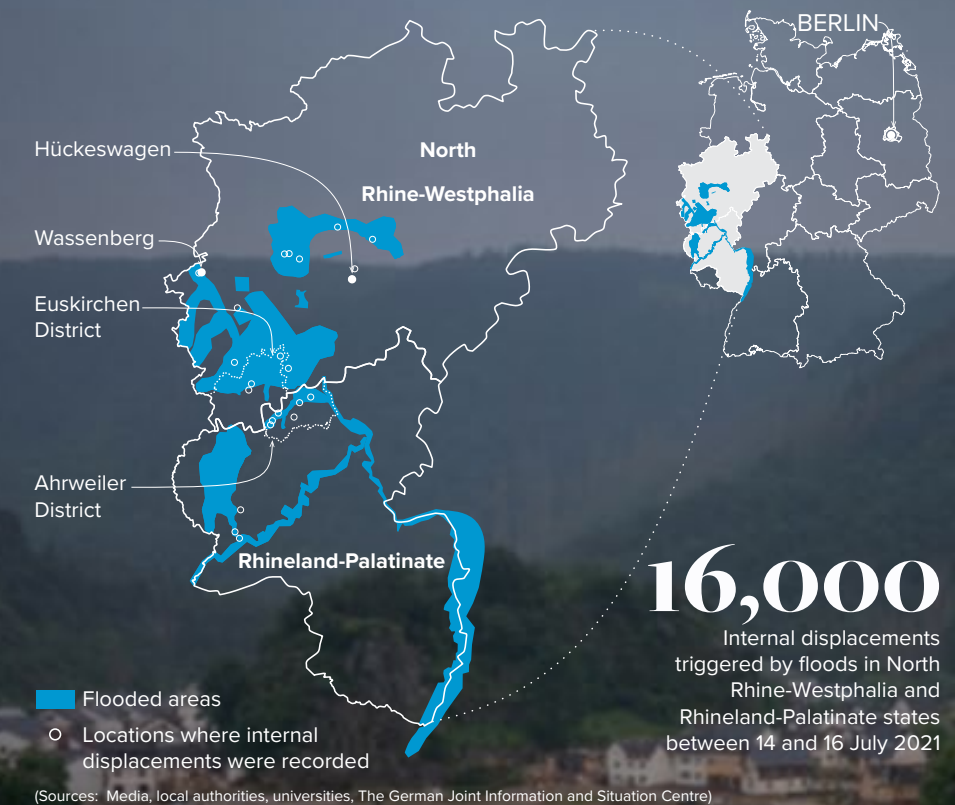 BERLIN
Hückeswagen
North
Rhine-Westphalia
Wassenberg
Euskirchen
District
Ahrweiler
District
Rhineland-Palatinate
16,000
Internal displacements
triggered by floods in North
Rhine-Westphalia and
Rhineland-Palatinate states
between 14 and 16 July 2021
Flooded areas
Locations where internal
displacements were recorded
(Sources: Media, local authorities, universities, The German Joint Information and Situation Centre)